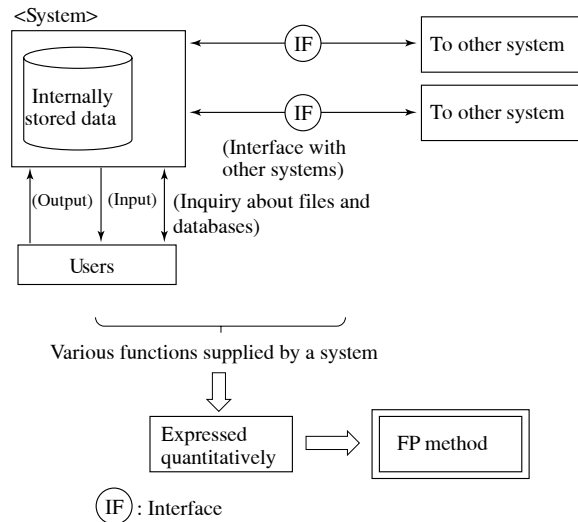 <System>
Internally
stored data
IF
To other system
IF
To other system
(Interface with
other systems)
(Output)
(Input)
(Inquiry about files and
databases)
Users
Various functions supplied by a system
Expressed
quantitatively
FP method
IF : Interface